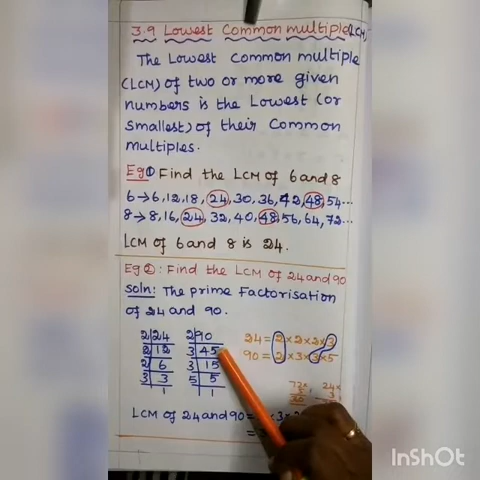 3.9 Lowest Common multiple (LCM)
The Lowest Common multiple
(LCM) of two or more given
numbers is the Lowest (or
Smallest) of their Common
multiples.
Eg① Find the LCM of 6 and 8
6→6,12,18,24,30,36,42,48,54...
8→8,16,24,32,40,48,56,64,72...
LCM of 6 and 8 is 24.
Eg②: Find the LCM of 24 and 90
Soln: The prime Factorisation
of 24 and 90.
2 24 2 90 24 = 2×2×2×3
2 12 3 45 90 = 2×3×3×5
2 6 3 15
3 3 5 5
1 1
72× 24×
LCM of 24 and 90 =
=
InShOt